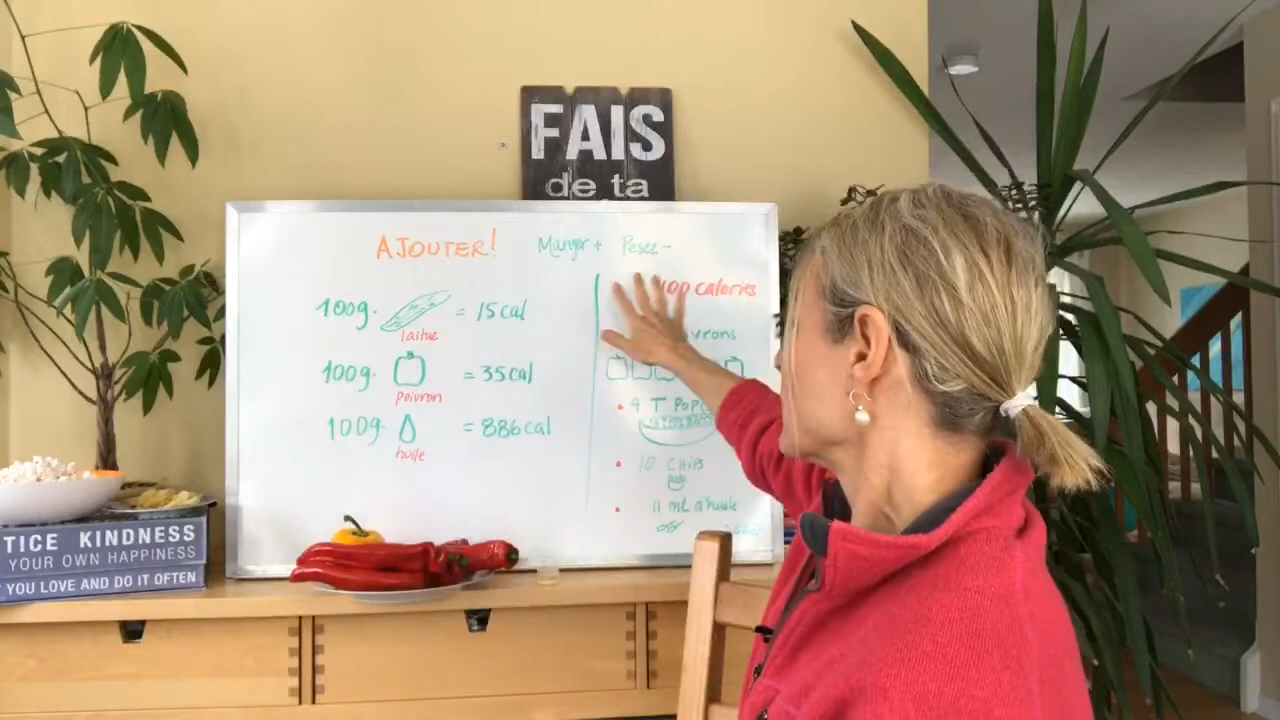 FAIS
de ta
AJOUTER! Manger + Peser -
100g. = 15 cal
laitue
100g. = 35 cal
poivron
100g. = 886 cal
huile
100 calories
4 T POP
10 CHIPS
11 ml d'huile
TICE KINDNESS
YOUR OWN HAPPINESS
YOU LOVE AND DO IT OFTEN